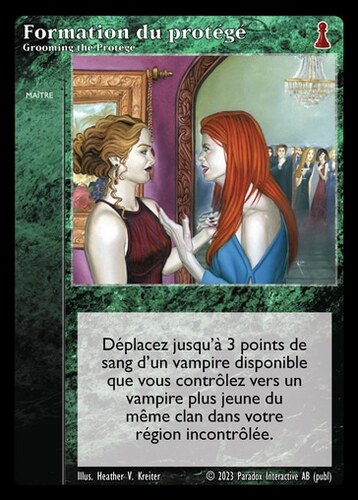 Formation du protégé
Grooming the Protege
MAÎTRE
Déplacez jusqu'à 3 points de
sang d'un vampire disponible
que vous contrôlez vers un
vampire plus jeune du
même clan dans votre
région incontrôlée.
Illus. Heather V. Kreiter © 2023 Paradox Interactive AB (publ)